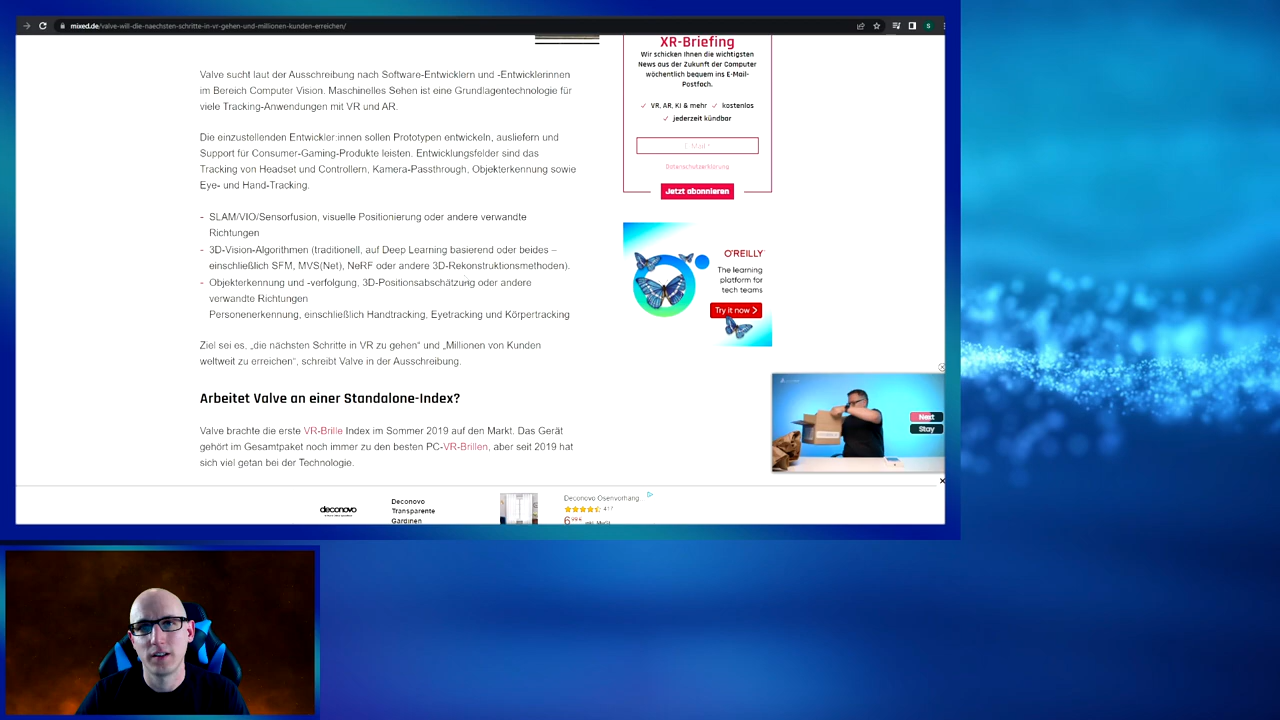 mixed.de/valve-will-die-naechsten-schritte-in-vr-gehen-und-millionen-kunden-erreichen/
S
Valve sucht laut der Ausschreibung nach Software-Entwicklern und -Entwicklerinnen
im Bereich Computer Vision. Maschinelles Sehen ist eine Grundlagentechnologie für
viele Tracking-Anwendungen mit VR und AR.
Die einzustellenden Entwickler:innen sollen Prototypen entwickeln, ausliefern und
Support für Consumer-Gaming-Produkte leisten. Entwicklungsfelder sind das
Tracking von Headset und Controllern, Kamera-Passthrough, Objekterkennung sowie
Eye- und Hand-Tracking.
- SLAM/VIO/Sensorfusion, visuelle Positionierung oder andere verwandte
Richtungen
- 3D-Vision-Algorithmen (traditionell, auf Deep Learning basierend oder beides –
einschließlich SFM, MVS(Net), NeRF oder andere 3D-Rekonstruktionsmethoden).
- Objekterkennung und -verfolgung, 3D-Positionsabschätzung oder andere
verwandte Richtungen
Personenerkennung, einschließlich Handtracking, Eyetracking und Körpertracking
Ziel sei es, „die nächsten Schritte in VR zu gehen“ und „Millionen von Kunden
weltweit zu erreichen“, schreibt Valve in der Ausschreibung.
Arbeitet Valve an einer Standalone-Index?
Valve brachte die erste VR-Brille Index im Sommer 2019 auf den Markt. Das Gerät
gehört im Gesamtpaket noch immer zu den besten PC-VR-Brillen, aber seit 2019 hat
sich viel getan bei der Technologie.
XR-Briefing
Wir schicken Ihnen die wichtigsten
News aus der Zukunft der Computer
wöchentlich bequem ins E-Mail-
Postfach.
✓ VR, AR, KI & mehr ✓ kostenlos
✓ jederzeit kündbar
E-Mail *
Datenschutzerklärung
Jetzt abonnieren
O'REILLY
The learning
platform for
tech teams
Try it now
Next
Stay
deconovo
Deconovo
Transparente
Gardinen
Deconovo Ösenvorhang
417